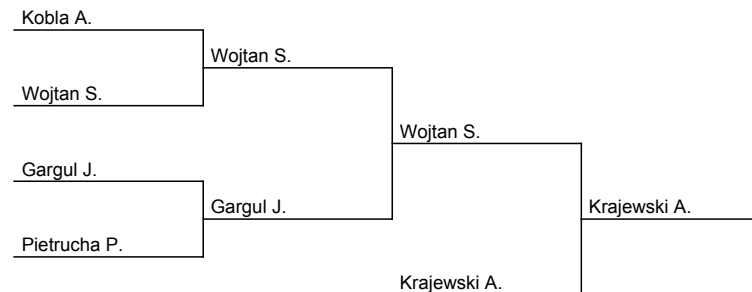 Kobla A.
Wojtan S.
Wojtan S.
Wojtan S.
Gargul J.
Gargul J.
Krajewski A.
Pietrucha P.
Krajewski A.